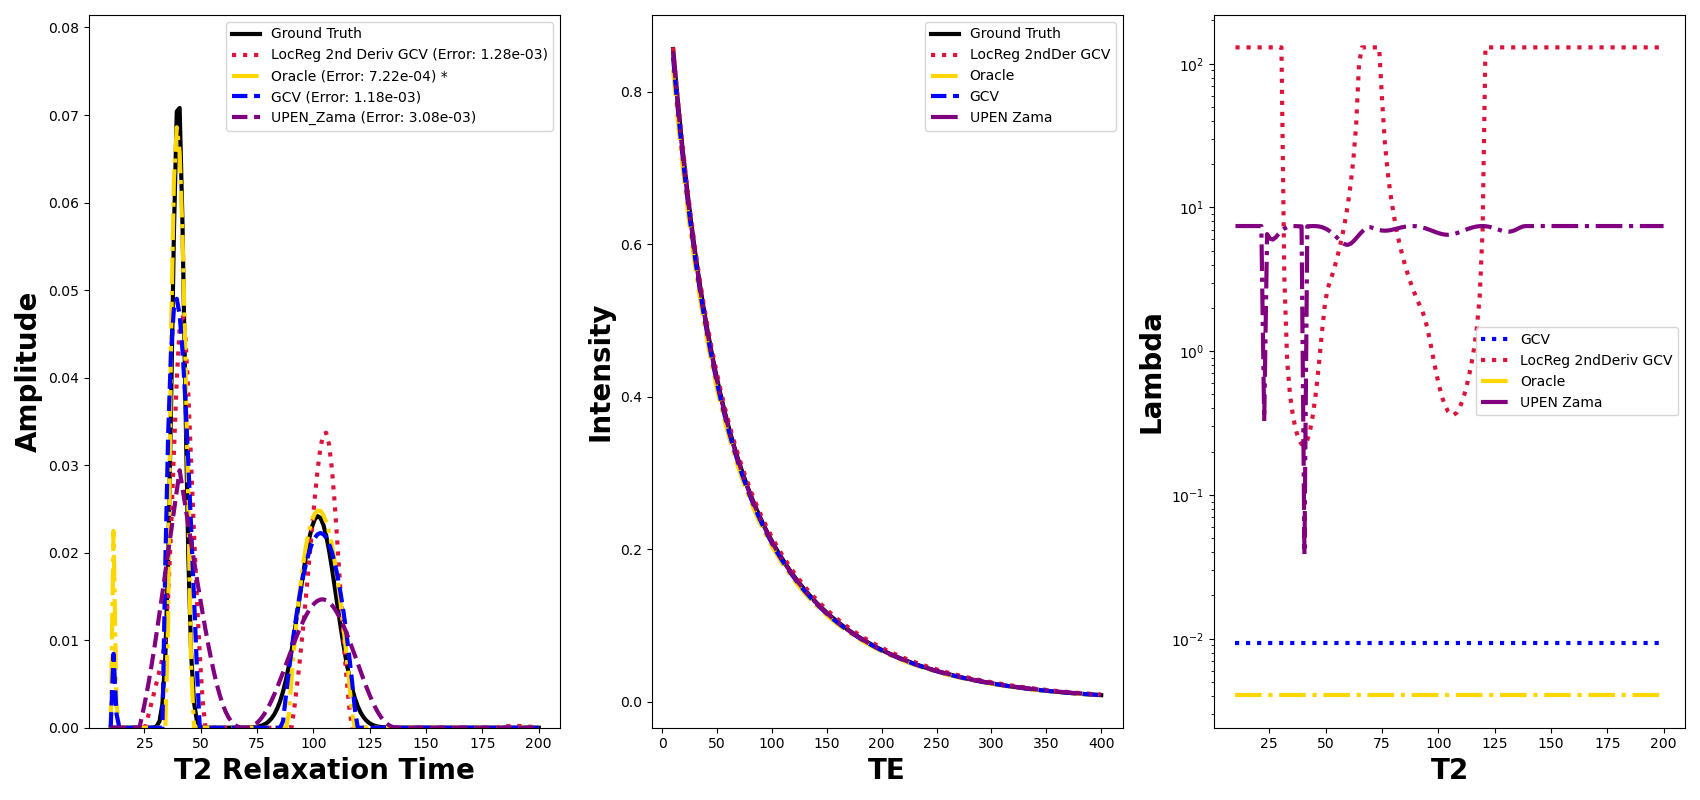 Amplitude
0.08
0.07
0.06
0.05
0.04
0.03
0.02
0.01
0.00
25 50 75 100 125 150 175 200
T2 Relaxation Time
Ground Truth
LocReg 2nd Deriv GCV (Error: 1.28e-03)
Oracle (Error: 7.22e-04) *
GCV (Error: 1.18e-03)
UPEN_Zama (Error: 3.08e-03)
Intensity
0.8
0.6
0.4
0.2
0.0
0 50 100 150 200 250 300 350 400
TE
Ground Truth
LocReg 2ndDer GCV
Oracle
GCV
UPEN Zama
Lambda
10²
10¹
10⁰
10⁻¹
10⁻²
25 50 75 100 125 150 175 200
T2
GCV
LocReg 2ndDeriv GCV
Oracle
UPEN Zama